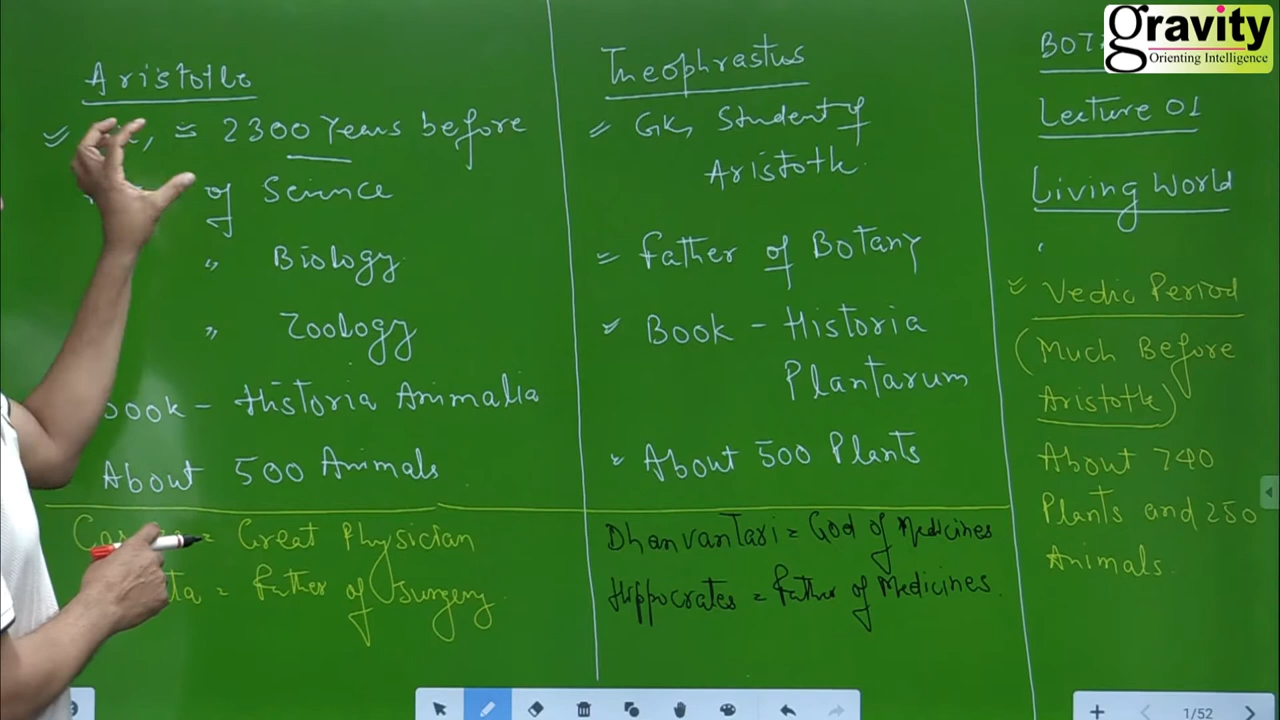 gravity
Orienting Intelligence
Aristotle
= 2300 Years before
of Science
" Biology
" Zoology
Book - Historia Animalia
About 500 Animals
= Great Physician
= Father of Surgery
Theophrastus
= GK, Student of
Aristotle
= Father of Botany
Book - Historia
Plantarum
About 500 Plants
Dhanvantari = God of Medicines
Hippocrates = Father of Medicines.
Lecture 01
Living World
Vedic Period
(Much Before
Aristotle)
About 740
Plants and 250
Animals.
1/52